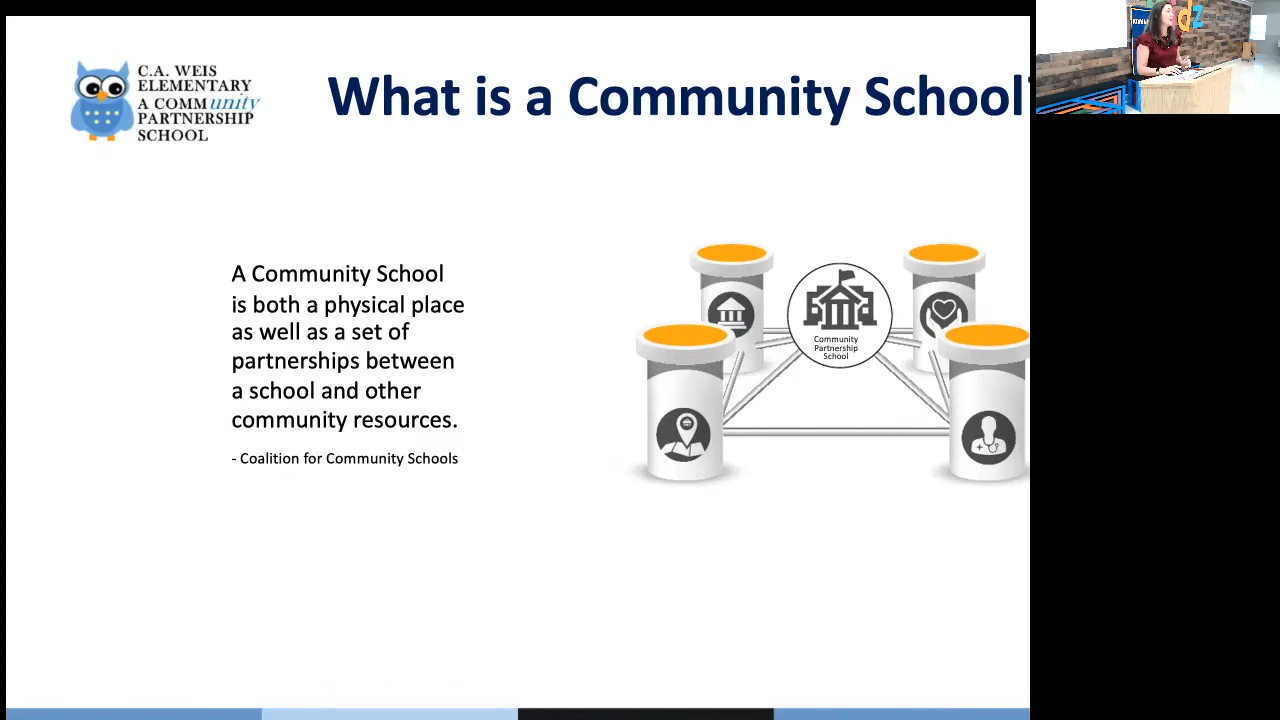 C.A. WEIS
ELEMENTARY
A COMMunity
PARTNERSHIP
SCHOOL
What is a Community School
A Community School
is both a physical place
as well as a set of
partnerships between
a school and other
community resources.
- Coalition for Community Schools
Community
Partnership
School
dz